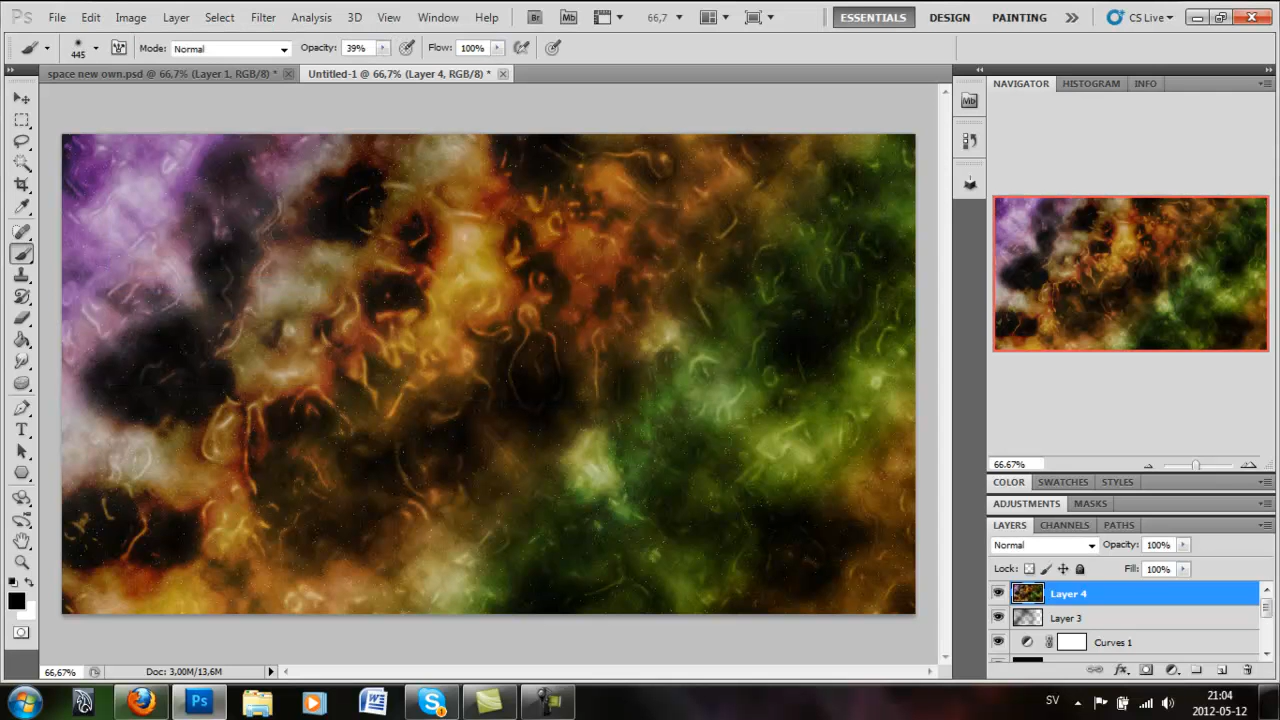 Ps File Edit Image Layer Select Filter Analysis 3D View Window Help Br Mb 66,7 ESSENTIALS DESIGN PAINTING CS Live
445 Mode: Normal Opacity: 39% Flow: 100%
space new own.psd @ 66,7% (Layer 1, RGB/8) * Untitled-1 @ 66,7% (Layer 4, RGB/8) *
NAVIGATOR HISTOGRAM INFO
Mb
66.67%
COLOR SWATCHES STYLES
ADJUSTMENTS MASKS
LAYERS CHANNELS PATHS
Normal Opacity: 100%
Lock: Fill: 100%
Layer 4
Layer 3
Curves 1
66,67% Doc: 3,00M/13,6M
Ps W S SV 21:04
2012-05-12